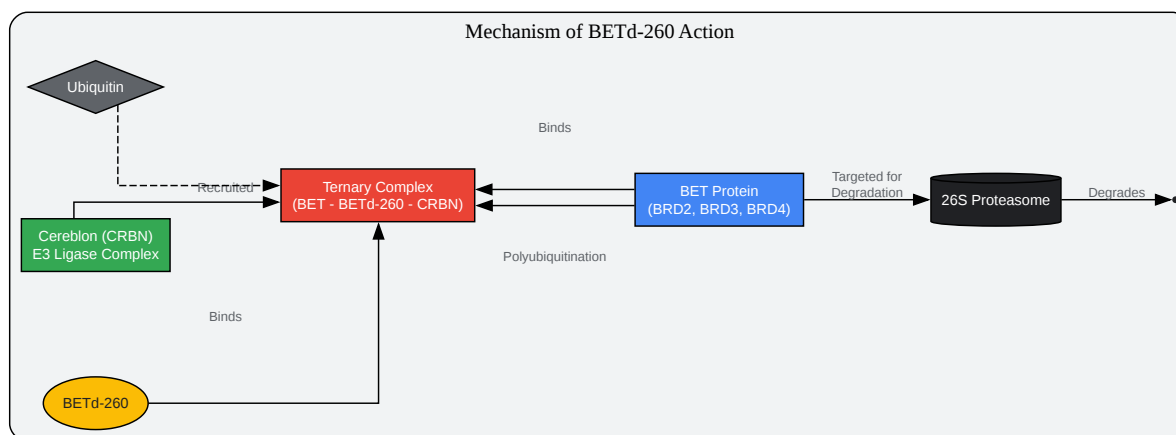 Mechanism of BETd-260 Action
Ubiquitin
Binds
Recruited
Ternary Complex
(BET - BETd-260 - CRBN)
BET Protein
(BRD2, BRD3, BRD4)
Targeted for
Degradation
26S Proteasome
Degrades
Cereblon (CRBN)
E3 Ligase Complex
Polyubiquitination
Binds
BETd-260